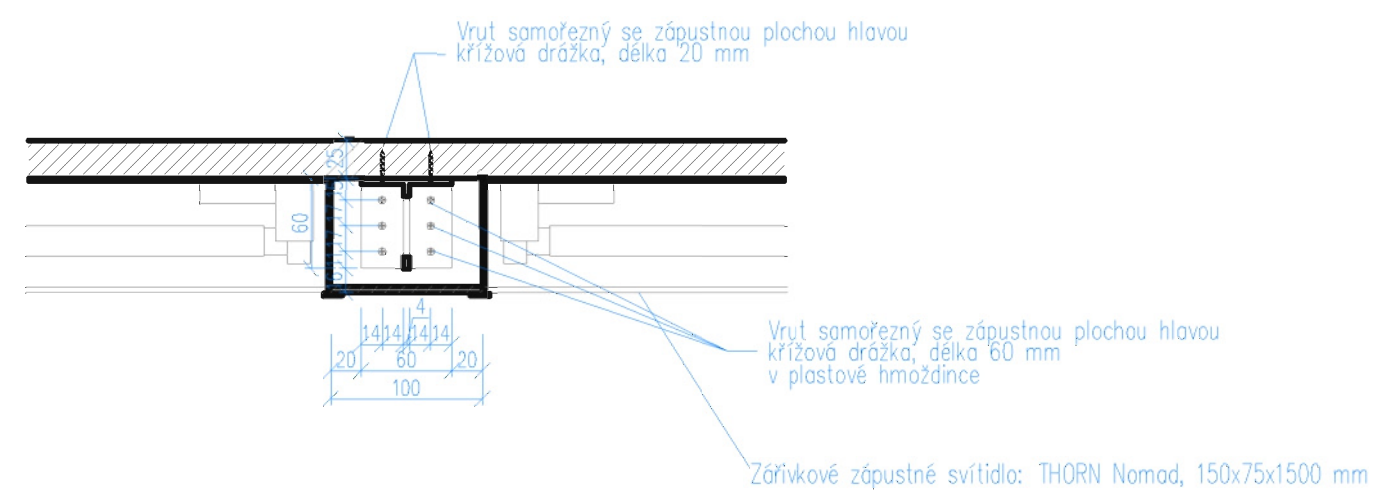 Vrut samořezný se zápustnou plochou hlavou
křížová drážka, délka 20 mm
25
60
17
17
4
14 14 14 14
20 60 20
100
Vrut samořezný se zápustnou plochou hlavou
křížová drážka, délka 60 mm
v plastové hmoždince
Zářivkové zápustné svítidlo: THORN Nomad, 150x75x1500 mm